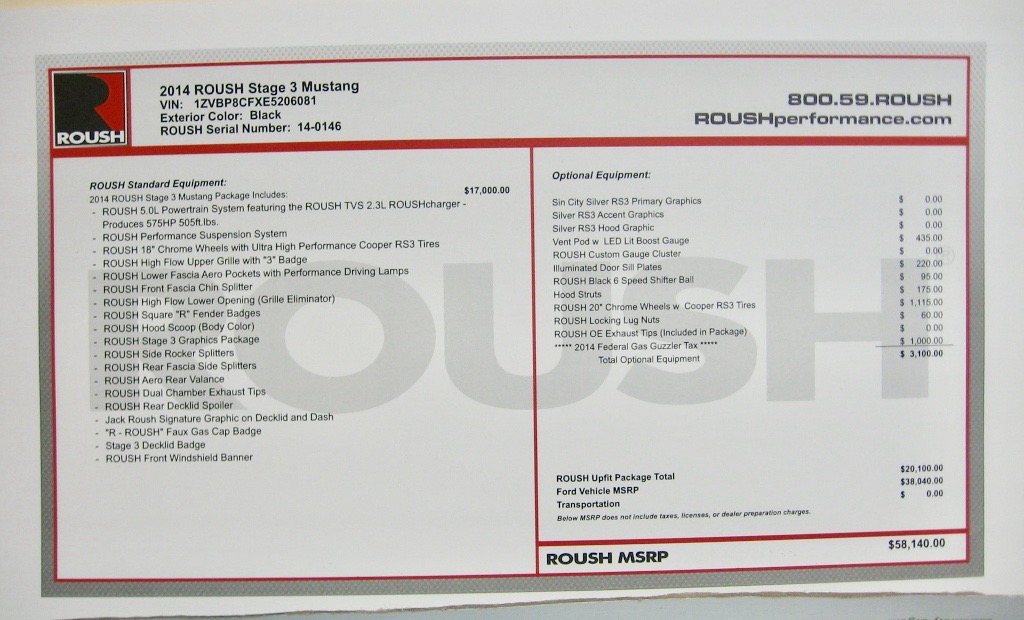 ROUSH
2014 ROUSH Stage 3 Mustang
VIN: 1ZVBP8CFXE5206081
Exterior Color: Black
ROUSH Serial Number: 14-0146
800.59.ROUSH
ROUSHperformance.com
ROUSH Standard Equipment:
2014 ROUSH Stage 3 Mustang Package Includes: $17,000.00
- ROUSH 5.0L Powertrain System featuring the ROUSH TVS 2.3L ROUSHcharger -
Produces 575HP 505ft.lbs.
- ROUSH Performance Suspension System
- ROUSH 18" Chrome Wheels with Ultra High Performance Cooper RS3 Tires
- ROUSH High Flow Upper Grille with "3" Badge
- ROUSH Lower Fascia Aero Pockets with Performance Driving Lamps
- ROUSH Front Fascia Chin Splitter
- ROUSH High Flow Lower Opening (Grille Eliminator)
- ROUSH Square "R" Fender Badges
- ROUSH Hood Scoop (Body Color)
- ROUSH Stage 3 Graphics Package
- ROUSH Side Rocker Splitters
- ROUSH Rear Fascia Side Splitters
- ROUSH Aero Rear Valance
- ROUSH Dual Chamber Exhaust Tips
- ROUSH Rear Decklid Spoiler
- Jack Roush Signature Graphic on Decklid and Dash
- "R - ROUSH" Faux Gas Cap Badge
- Stage 3 Decklid Badge
- ROUSH Front Windshield Banner
Optional Equipment:
Sin City Silver RS3 Primary Graphics $ 0.00
Silver RS3 Accent Graphics $ 0.00
Silver RS3 Hood Graphic $ 0.00
Vent Pod w LED Lit Boost Gauge $ 435.00
ROUSH Custom Gauge Cluster $ 0.00
Illuminated Door Sill Plates $ 220.00
ROUSH Black 6 Speed Shifter Ball $ 95.00
Hood Struts $ 175.00
ROUSH 20" Chrome Wheels w Cooper RS3 Tires $ 1,115.00
ROUSH Locking Lug Nuts $ 60.00
ROUSH OE Exhaust Tips (Included in Package) $ 0.00
***** 2014 Federal Gas Guzzler Tax ***** $ 1,000.00
Total Optional Equipment $ 3,100.00
ROUSH
ROUSH Upfit Package Total $20,100.00
Ford Vehicle MSRP $38,040.00
Transportation $ 0.00
Below MSRP does not include taxes, licenses, or dealer preparation charges.
ROUSH MSRP $58,140.00